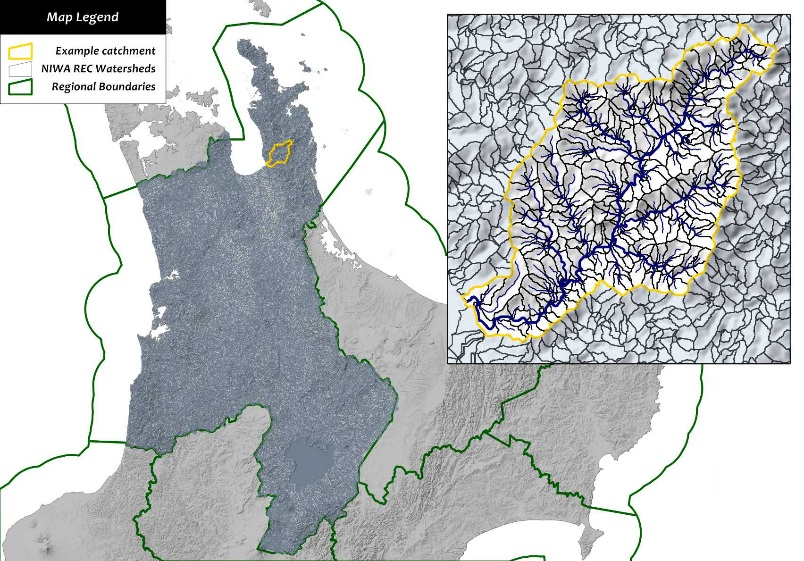 Map Legend
Example catchment
NIWA REC Watersheds
Regional Boundaries